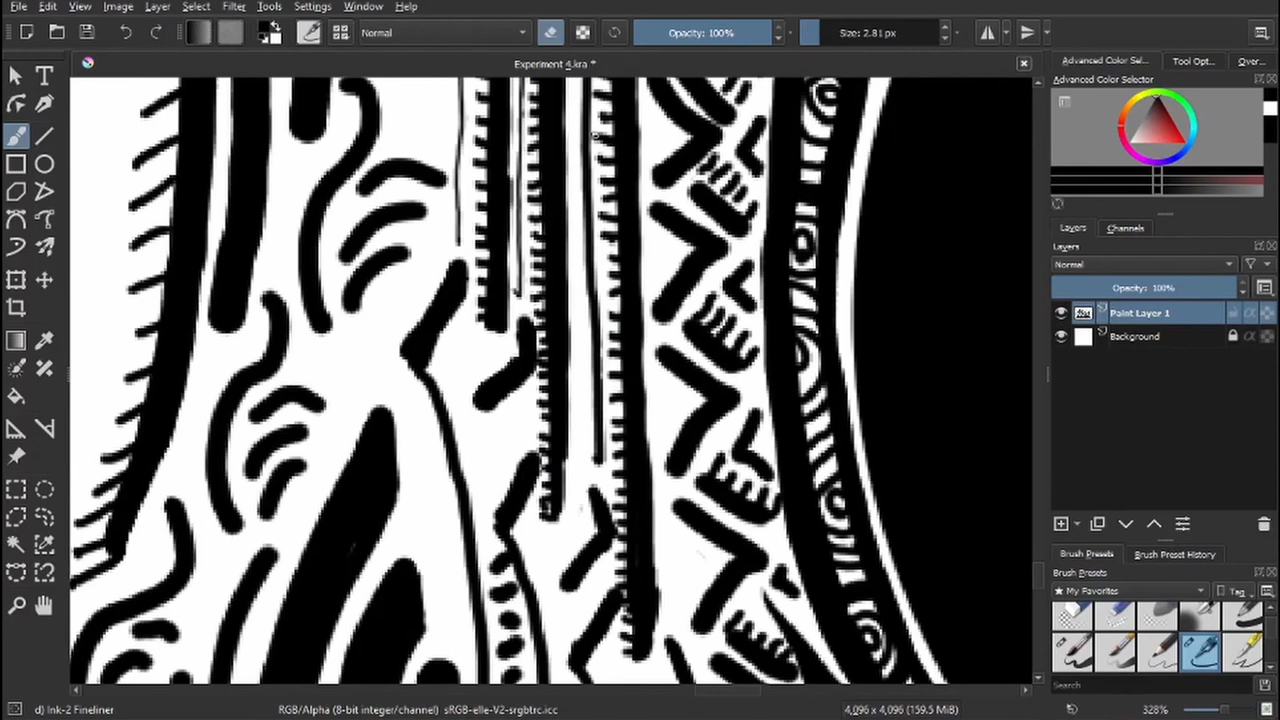 File Edit View Image Layer Select Filter Tools Settings Window Help
Normal
Opacity: 100%
Size: 2.81 px
Experiment 4.kra *
Advanced Color Sel...
Tool Opt...
Over...
Advanced Color Selector
Layers
Channels
Layers
Normal
Opacity: 100%
Paint Layer 1
Background
Brush Presets
Brush Preset History
Brush Presets
★ My Favorites
Tag
Search
d) Ink-2 Fineliner
RGB/Alpha (8-bit integer/channel) sRGB-elle-V2-srgbtrc.icc
4,096 x 4,096 (159.5 MiB)
328%